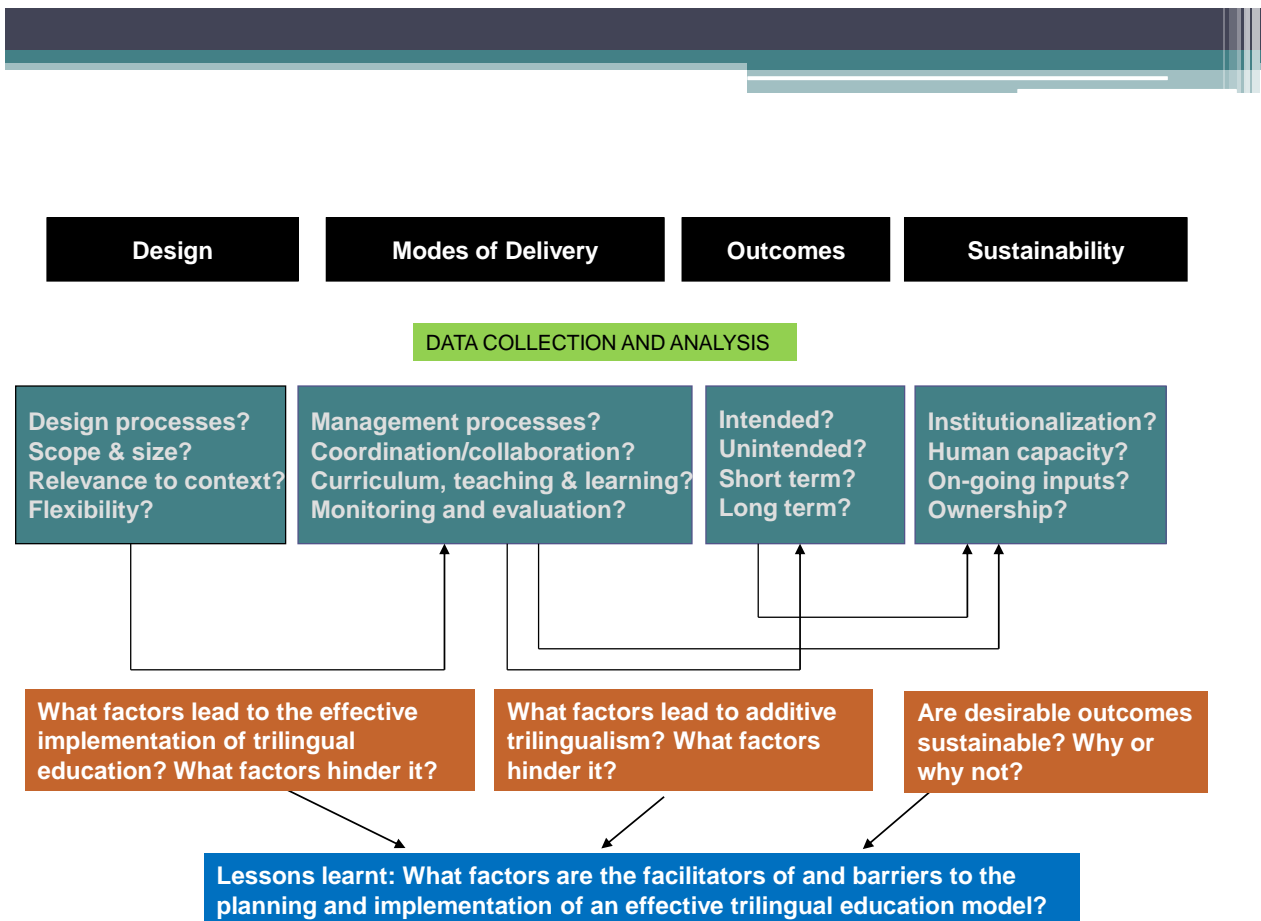 Design
Modes of Delivery
Outcomes
Sustainability
DATA COLLECTION AND ANALYSIS
Design processes?
Scope & size?
Relevance to context?
Flexibility?
Management processes?
Coordination/collaboration?
Curriculum, teaching & learning?
Monitoring and evaluation?
Intended?
Unintended?
Short term?
Long term?
Institutionalization?
Human capacity?
On-going inputs?
Ownership?
What factors lead to the effective
implementation of trilingual
education? What factors hinder it?
What factors lead to additive
trilingualism? What factors
hinder it?
Are desirable outcomes
sustainable? Why or
why not?
Lessons learnt: What factors are the facilitators of and barriers to the
planning and implementation of an effective trilingual education model?